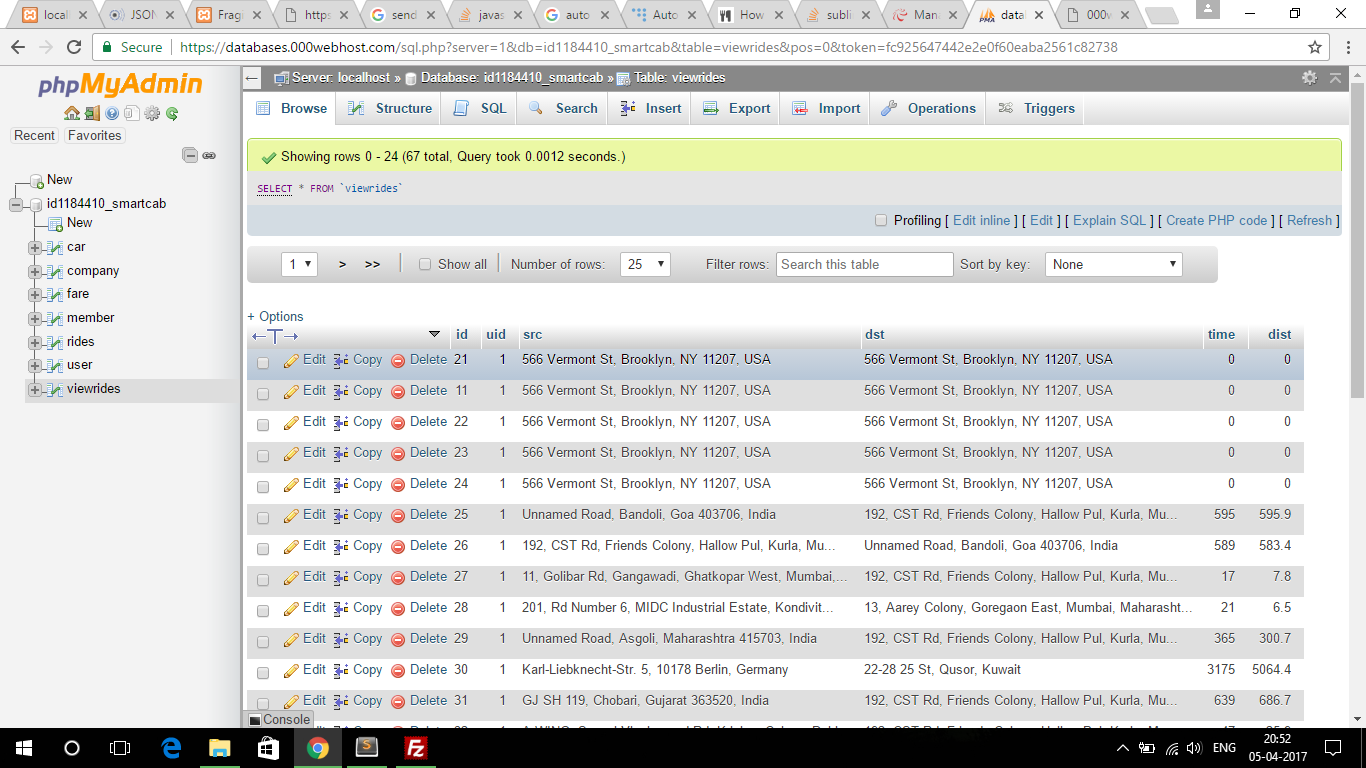 local
JSON
Frag
https
send
javas
auto
Auto
How
subli
Mana
datal
000w
Secure https://databases.000webhost.com/sql.php?server=1&db=id1184410_smartcab&table=viewrides&pos=0&token=fc925647442e2e0f60eaba2561c82738
phpMyAdmin
Recent Favorites
New
id1184410_smartcab
New
car
company
fare
member
rides
user
viewrides
Server: localhost » Database: id1184410_smartcab » Table: viewrides
Browse Structure SQL Search Insert Export Import Operations Triggers
Showing rows 0 - 24 (67 total, Query took 0.0012 seconds.)
SELECT * FROM `viewrides`
Profiling [ Edit inline ] [ Edit ] [ Explain SQL ] [ Create PHP code ] [ Refresh ]
1 > >> Show all Number of rows: 25 Filter rows: Search this table Sort by key: None
+ Options
id uid src dst time dist
Edit Copy Delete 21 1 566 Vermont St, Brooklyn, NY 11207, USA 566 Vermont St, Brooklyn, NY 11207, USA 0 0
Edit Copy Delete 11 1 566 Vermont St, Brooklyn, NY 11207, USA 566 Vermont St, Brooklyn, NY 11207, USA 0 0
Edit Copy Delete 22 1 566 Vermont St, Brooklyn, NY 11207, USA 566 Vermont St, Brooklyn, NY 11207, USA 0 0
Edit Copy Delete 23 1 566 Vermont St, Brooklyn, NY 11207, USA 566 Vermont St, Brooklyn, NY 11207, USA 0 0
Edit Copy Delete 24 1 566 Vermont St, Brooklyn, NY 11207, USA 566 Vermont St, Brooklyn, NY 11207, USA 0 0
Edit Copy Delete 25 1 Unnamed Road, Bandoli, Goa 403706, India 192, CST Rd, Friends Colony, Hallow Pul, Kurla, Mu... 595 595.9
Edit Copy Delete 26 1 192, CST Rd, Friends Colony, Hallow Pul, Kurla, Mu... Unnamed Road, Bandoli, Goa 403706, India 589 583.4
Edit Copy Delete 27 1 11, Golibar Rd, Gangawadi, Ghatkopar West, Mumbai,... 192, CST Rd, Friends Colony, Hallow Pul, Kurla, Mu... 17 7.8
Edit Copy Delete 28 1 201, Rd Number 6, MIDC Industrial Estate, Kondivit... 13, Aarey Colony, Goregaon East, Mumbai, Maharasht... 21 6.5
Edit Copy Delete 29 1 Unnamed Road, Asgoli, Maharashtra 415703, India 192, CST Rd, Friends Colony, Hallow Pul, Kurla, Mu... 365 300.7
Edit Copy Delete 30 1 Karl-Liebknecht-Str. 5, 10178 Berlin, Germany 22-28 25 St, Qusor, Kuwait 3175 5064.4
Edit Copy Delete 31 1 GJ SH 119, Chobari, Gujarat 363520, India 192, CST Rd, Friends Colony, Hallow Pul, Kurla, Mu... 639 686.7
Console
ENG
20:52
05-04-2017